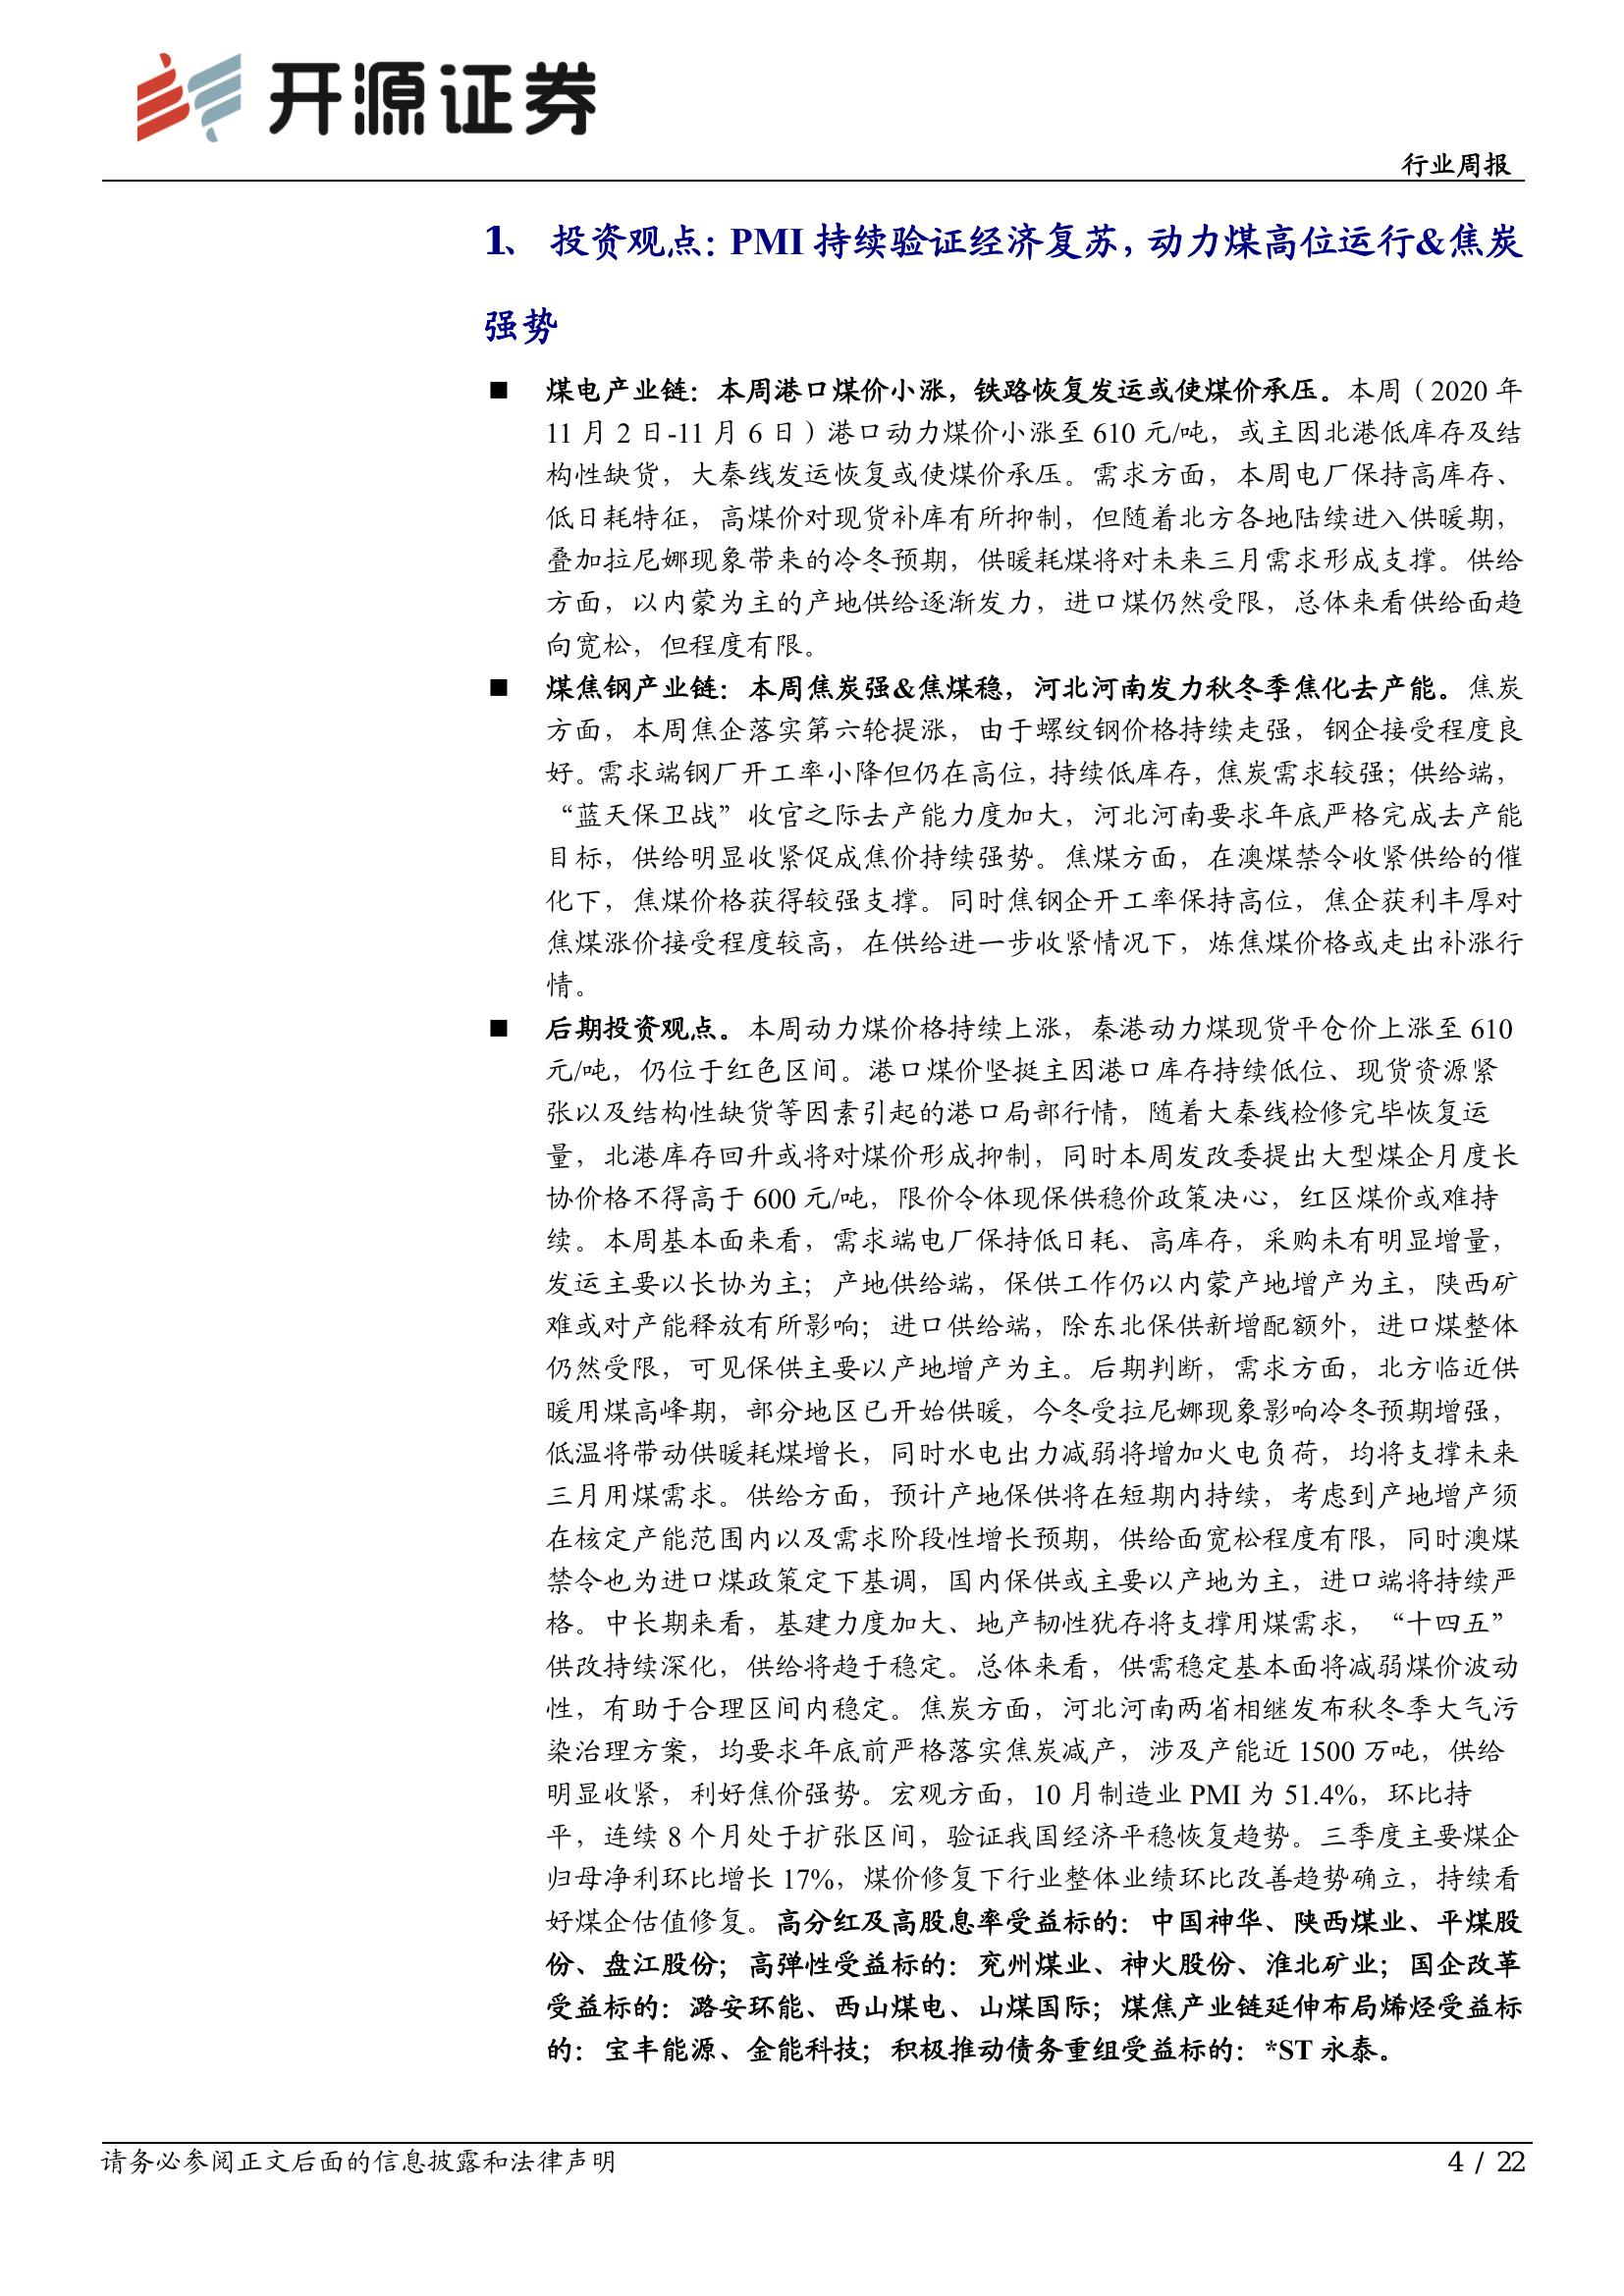 开源证券
行业周报
1、 投资观点：PMI 持续验证经济复苏，动力煤高位运行&焦炭
强势
■ 煤电产业链：本周港口煤价小涨，铁路恢复发运或使煤价承压。本周（2020 年
11 月 2 日-11 月 6 日）港口动力煤价小涨至 610 元/吨，或主因北港低库存及结
构性缺货，大秦线发运恢复或使煤价承压。需求方面，本周电厂保持高库存、
低日耗特征，高煤价对现货补库有所抑制，但随着北方各地陆续进入供暖期，
叠加拉尼娜现象带来的冷冬预期，供暖耗煤将对未来三月需求形成支撑。供给
方面，以内蒙为主的产地供给逐渐发力，进口煤仍然受限，总体来看供给面趋
向宽松，但程度有限。
■ 煤焦钢产业链：本周焦炭强&焦煤稳，河北河南发力秋冬季焦化去产能。焦炭
方面，本周焦企落实第六轮提涨，由于螺纹钢价格持续走强，钢企接受程度良
好。需求端钢厂开工率小降但仍在高位，持续低库存，焦炭需求较强；供给端，
“蓝天保卫战”收官之际去产能力度加大，河北河南要求年底严格完成去产能
目标，供给明显收紧促成焦价持续强势。焦煤方面，在澳煤禁令收紧供给的催
化下，焦煤价格获得较强支撑。同时焦钢企开工率保持高位，焦企获利丰厚对
焦煤涨价接受程度较高，在供给进一步收紧情况下，炼焦煤价格或走出补涨行
情。
■ 后期投资观点。本周动力煤价格持续上涨，秦港动力煤现货平仓价上涨至 610
元/吨，仍位于红色区间。港口煤价坚挺主因港口库存持续低位、现货资源紧
张以及结构性缺货等因素引起的港口局部行情，随着大秦线检修完毕恢复运
量，北港库存回升或将对煤价形成抑制，同时本周发改委提出大型煤企月度长
协价格不得高于 600 元/吨，限价令体现保供稳价政策决心，红区煤价或难持
续。本周基本面来看，需求端电厂保持低日耗、高库存，采购未有明显增量，
发运主要以长协为主；产地供给端，保供工作仍以内蒙产地增产为主，陕西矿
难或对产能释放有所影响；进口供给端，除东北保供新增配额外，进口煤整体
仍然受限，可见保供主要以产地增产为主。后期判断，需求方面，北方临近供
暖用煤高峰期，部分地区已开始供暖，今冬受拉尼娜现象影响冷冬预期增强，
低温将带动供暖耗煤增长，同时水电出力减弱将增加火电负荷，均将支撑未来
三月用煤需求。供给方面，预计产地保供将在短期内持续，考虑到产地增产须
在核定产能范围内以及需求阶段性增长预期，供给面宽松程度有限，同时澳煤
禁令也为进口煤政策定下基调，国内保供或主要以产地为主，进口端将持续严
格。中长期来看，基建力度加大、地产韧性犹存将支撑用煤需求，“十四五”
供改持续深化，供给将趋于稳定。总体来看，供需稳定基本面将减弱煤价波动
性，有助于合理区间内稳定。焦炭方面，河北河南两省相继发布秋冬季大气污
染治理方案，均要求年底前严格落实焦炭减产，涉及产能近 1500 万吨，供给
明显收紧，利好焦价强势。宏观方面，10 月制造业 PMI 为 51.4%，环比持
平，连续 8 个月处于扩张区间，验证我国经济平稳恢复趋势。三季度主要煤企
归母净利环比增长 17%，煤价修复下行业整体业绩环比改善趋势确立，持续看
好煤企估值修复。高分红及高股息率受益标的：中国神华、陕西煤业、平煤股
份、盘江股份；高弹性受益标的：兖州煤业、神火股份、淮北矿业；国企改革
受益标的：潞安环能、西山煤电、山煤国际；煤焦产业链延伸布局烯烃受益标
的：宝丰能源、金能科技；积极推动债务重组受益标的：*ST 永泰。
请务必参阅正文后面的信息披露和法律声明
4 / 22